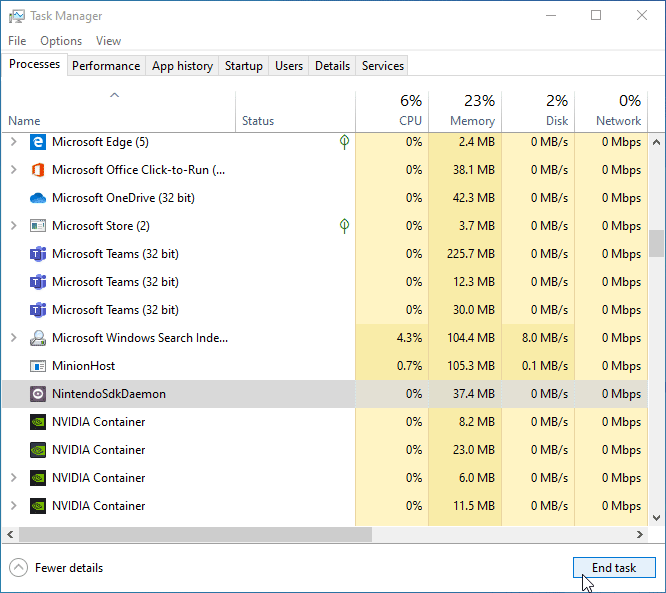 Task Manager
File Options View
Processes Performance App history Startup Users Details Services
6% 23% 2% 0%
Name Status CPU Memory Disk Network
Microsoft Edge (5) 0% 2.4 MB 0 MB/s 0 Mbps
Microsoft Office Click-to-Run (... 0% 38.1 MB 0 MB/s 0 Mbps
Microsoft OneDrive (32 bit) 0% 42.3 MB 0 MB/s 0 Mbps
Microsoft Store (2) 0% 3.7 MB 0 MB/s 0 Mbps
Microsoft Teams (32 bit) 0% 225.7 MB 0 MB/s 0 Mbps
Microsoft Teams (32 bit) 0% 12.3 MB 0 MB/s 0 Mbps
Microsoft Teams (32 bit) 0% 30.0 MB 0 MB/s 0 Mbps
Microsoft Windows Search Inde... 4.3% 104.4 MB 8.0 MB/s 0 Mbps
MinionHost 0.7% 105.3 MB 0.1 MB/s 0 Mbps
NintendoSdkDaemon 0% 37.4 MB 0 MB/s 0 Mbps
NVIDIA Container 0% 8.2 MB 0 MB/s 0 Mbps
NVIDIA Container 0% 23.0 MB 0 MB/s 0 Mbps
NVIDIA Container 0% 6.0 MB 0 MB/s 0 Mbps
NVIDIA Container 0% 11.5 MB 0 MB/s 0 Mbps
Fewer details End task